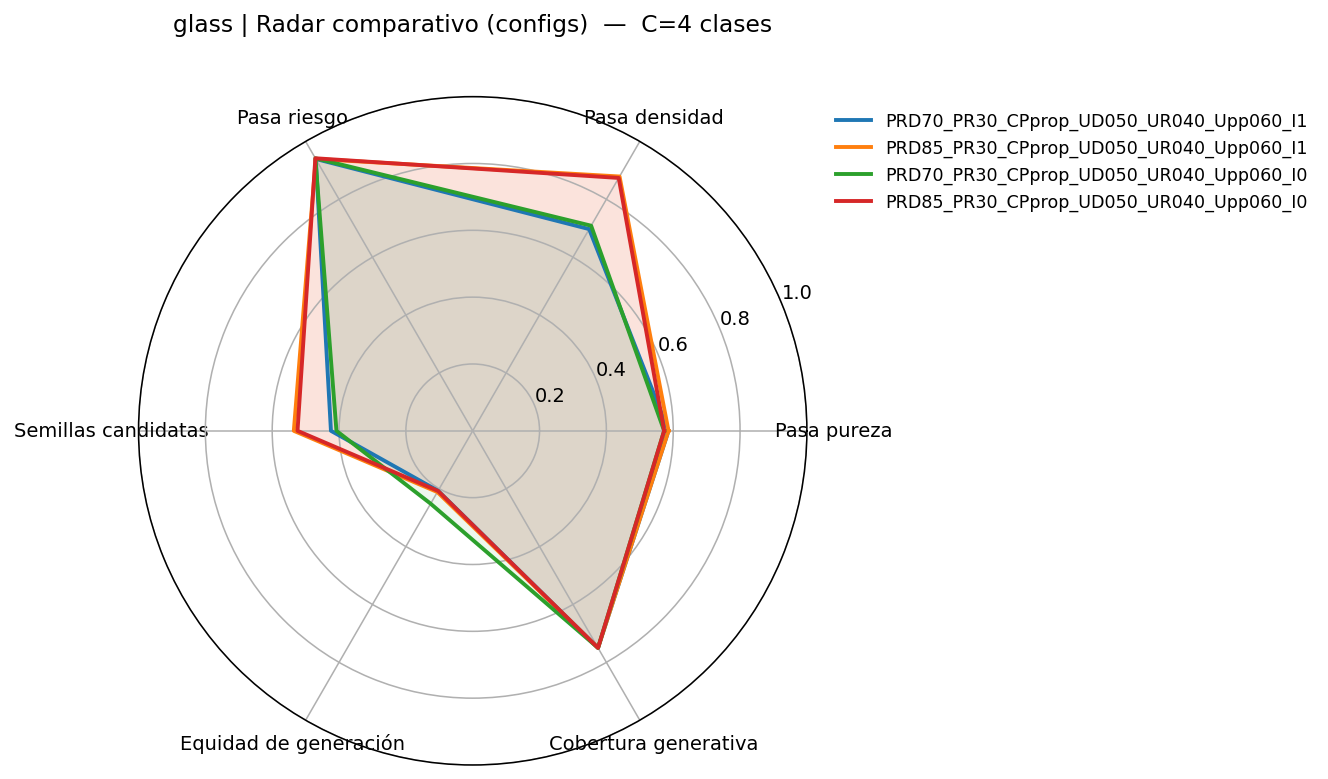 glass | Radar comparativo (configs)  —  C=4 clases
Pasa riesgo
Pasa densidad
PRD70_PR30_CPprop_UD050_UR040_Upp060_I1
PRD85_PR30_CPprop_UD050_UR040_Upp060_I1
PRD70_PR30_CPprop_UD050_UR040_Upp060_I0
PRD85_PR30_CPprop_UD050_UR040_Upp060_I0
1.0
0.8
0.6
0.4
0.2
Semillas candidatas
Pasa pureza
Equidad de generación
Cobertura generativa